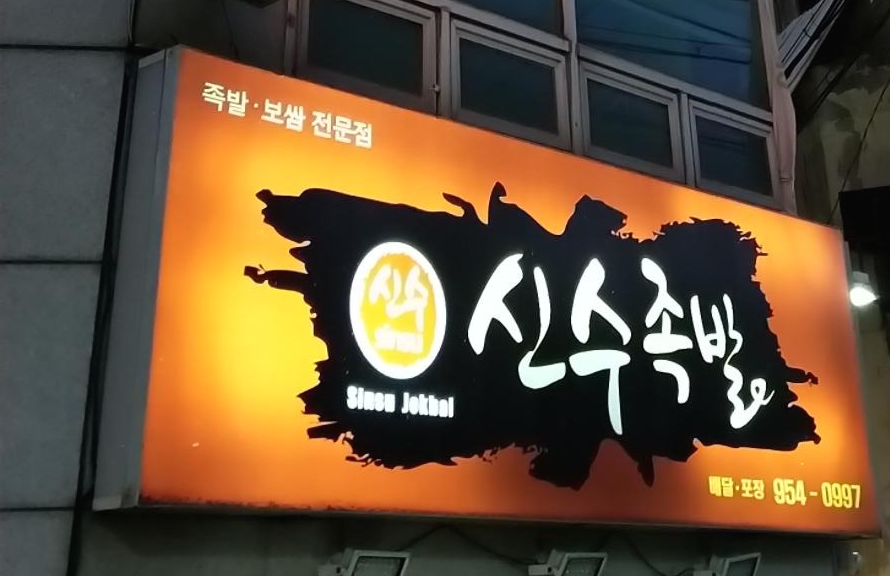 족발·보쌈 전문점
신수
신수족발
Sinsu Jokbal
배달·포장 954-0997